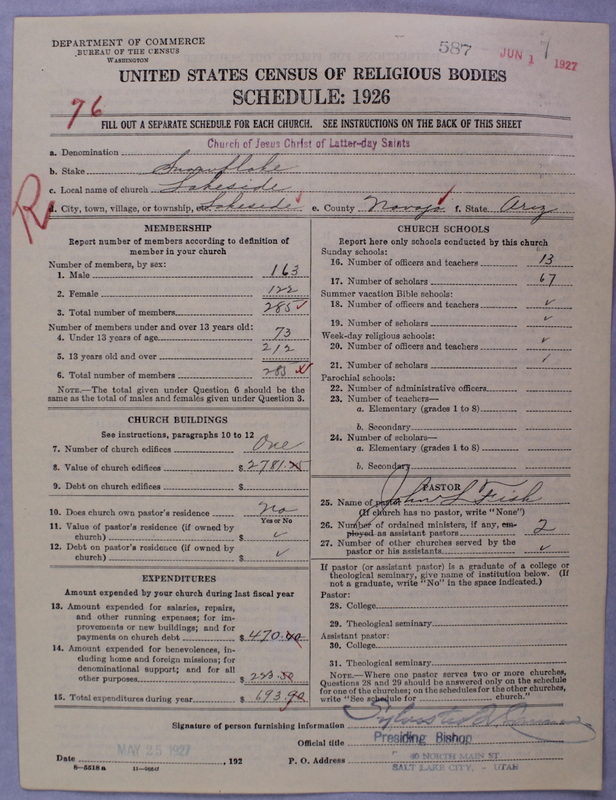 DEPARTMENT OF COMMERCE
BUREAU OF THE CENSUS
WASHINGTON
587
JUN 1 1927
7
UNITED STATES CENSUS OF RELIGIOUS BODIES
SCHEDULE: 1926
76
FILL OUT A SEPARATE SCHEDULE FOR EACH CHURCH. SEE INSTRUCTIONS ON THE BACK OF THIS SHEET
a. Denomination Church of Jesus Christ of Latter-day Saints
b. Stake Snowflake
c. Local name of church Lakeside
R
d. City, town, village, or township, etc. Lakeside e. County Navajo f. State Ariz
MEMBERSHIP
Report number of members according to definition of
member in your church
Number of members, by sex:
1. Male 163
2. Female 122
3. Total number of members 285
Number of members under and over 13 years old:
4. Under 13 years of age 73
5. 13 years old and over 212
6. Total number of members 285
NOTE.—The total given under Question 6 should be the
same as the total of males and females given under Question 3.
CHURCH BUILDINGS
See instructions, paragraphs 10 to 12
7. Number of church edifices One
8. Value of church edifices $ 2781.
9. Debt on church edifices $
10. Does church own pastor's residence? No
Yes or No
11. Value of pastor's residence (if owned by
church) $ ✓
12. Debt on pastor's residence (if owned by
church) $ ✓
EXPENDITURES
Amount expended by your church during last fiscal year
13. Amount expended for salaries, repairs,
and other running expenses; for im-
provements or new buildings; and for
payments on church debt $ 470.
14. Amount expended for benevolences, in-
cluding home and foreign missions; for
denominational support; and for all
other purposes $ 223.
15. Total expenditures during year $ 693.90
CHURCH SCHOOLS
Report here only schools conducted by this church
Sunday schools:
16. Number of officers and teachers 13
17. Number of scholars 67
Summer vacation Bible schools:
18. Number of officers and teachers ✓
19. Number of scholars ✓
Week-day religious schools:
20. Number of officers and teachers ✓
21. Number of scholars ✓
Parochial schools:
22. Number of administrative officers
23. Number of teachers—
a. Elementary (grades 1 to 8)
b. Secondary
24. Number of scholars—
a. Elementary (grades 1 to 8)
b. Secondary
PASTOR
25. Name of pastor John L Fish
(If church has no pastor, write "None")
26. Number of ordained ministers, if any, em-
ployed as assistant pastors 2
27. Number of other churches served by the
pastor or his assistants ✓
If pastor (or assistant pastor) is a graduate of a college or
theological seminary, give name of institution below. (If
not a graduate, write "No" in the space indicated.)
Pastor:
28. College
29. Theological seminary
Assistant pastor:
30. College
31. Theological seminary
NOTE.—Where one pastor serves two or more churches,
Questions 28 and 29 should be answered only on the schedule
for one of the churches; on the schedules for the other churches,
write "See schedule for church."
Signature of person furnishing information
Official title Presiding Bishop
Date MAY 25 1927, 192 P. O. Address 40 NORTH MAIN ST.
SALT LAKE CITY, - UTAH
8—5518 a